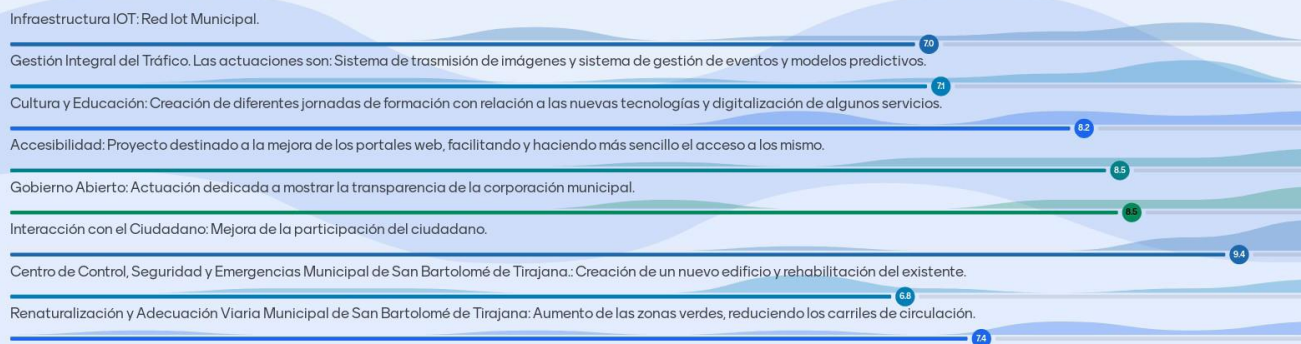 Infraestructura IOT: Red Iot Municipal.
7.0
Gestión Integral del Tráfico. Las actuaciones son: Sistema de trasmisión de imágenes y sistema de gestión de eventos y modelos predictivos.
7.1
Cultura y Educación: Creación de diferentes jornadas de formación con relación a las nuevas tecnologías y digitalización de algunos servicios.
8.2
Accesibilidad: Proyecto destinado a la mejora de los portales web, facilitando y haciendo más sencillo el acceso a los mismo.
8.5
Gobierno Abierto: Actuación dedicada a mostrar la transparencia de la corporación municipal.
8.5
Interacción con el Ciudadano: Mejora de la participación del ciudadano.
9.4
Centro de Control, Seguridad y Emergencias Municipal de San Bartolomé de Tirajana.: Creación de un nuevo edificio y rehabilitación del existente.
6.8
Renaturalización y Adecuación Viaria Municipal de San Bartolomé de Tirajana: Aumento de las zonas verdes, reduciendo los carriles de circulación.
7.4